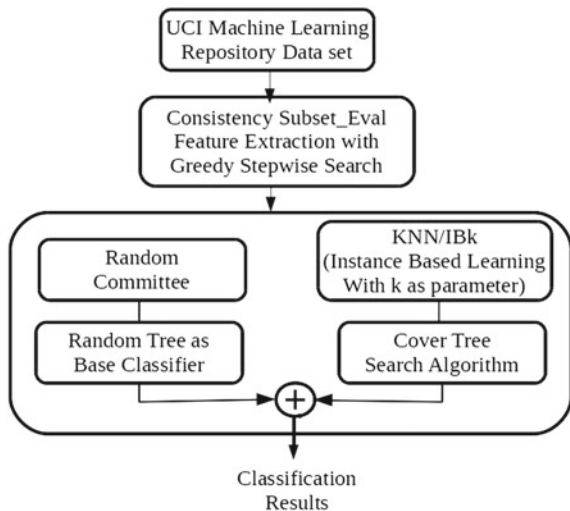 UCI Machine Learning
Repository Data set
Consistency Subset_Eval
Feature Extraction with
Greedy Stepwise Search
Random
Committee
KNN/IBk
(Instance Based Learning
With k as parameter)
Random Tree as
Base Classifier
Cover Tree
Search Algorithm
+
Classification
Results